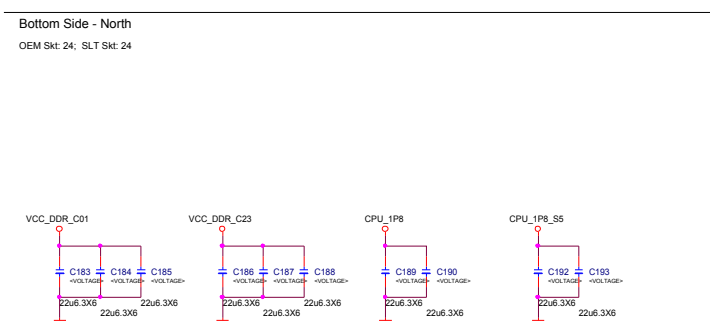 Bottom Side - North
OEM Skt: 24; SLT Skt: 24
VCC_DDR_C01 VCC_DDR_C23 CPU_1P8 CPU_1P8_S5
C183 C184 C185 C186 C187 C188 C189 C190 C192 C193
<VOLTAGE> <VOLTAGE> <VOLTAGE> <VOLTAGE> <VOLTAGE> <VOLTAGE> <VOLTAGE> <VOLTAGE> <VOLTAGE> <VOLTAGE>
22u6.3X6 22u6.3X6 22u6.3X6 22u6.3X6 22u6.3X6 22u6.3X6
22u6.3X6 22u6.3X6 22u6.3X6 22u6.3X6